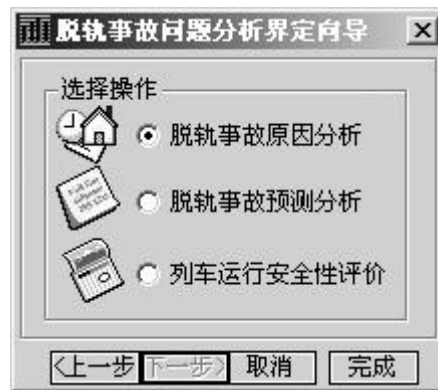 脱轨事故问题分析界定向导
选择操作
脱轨事故原因分析
脱轨事故预测分析
列车运行安全性评价
<上一步 下一步> 取消 完成